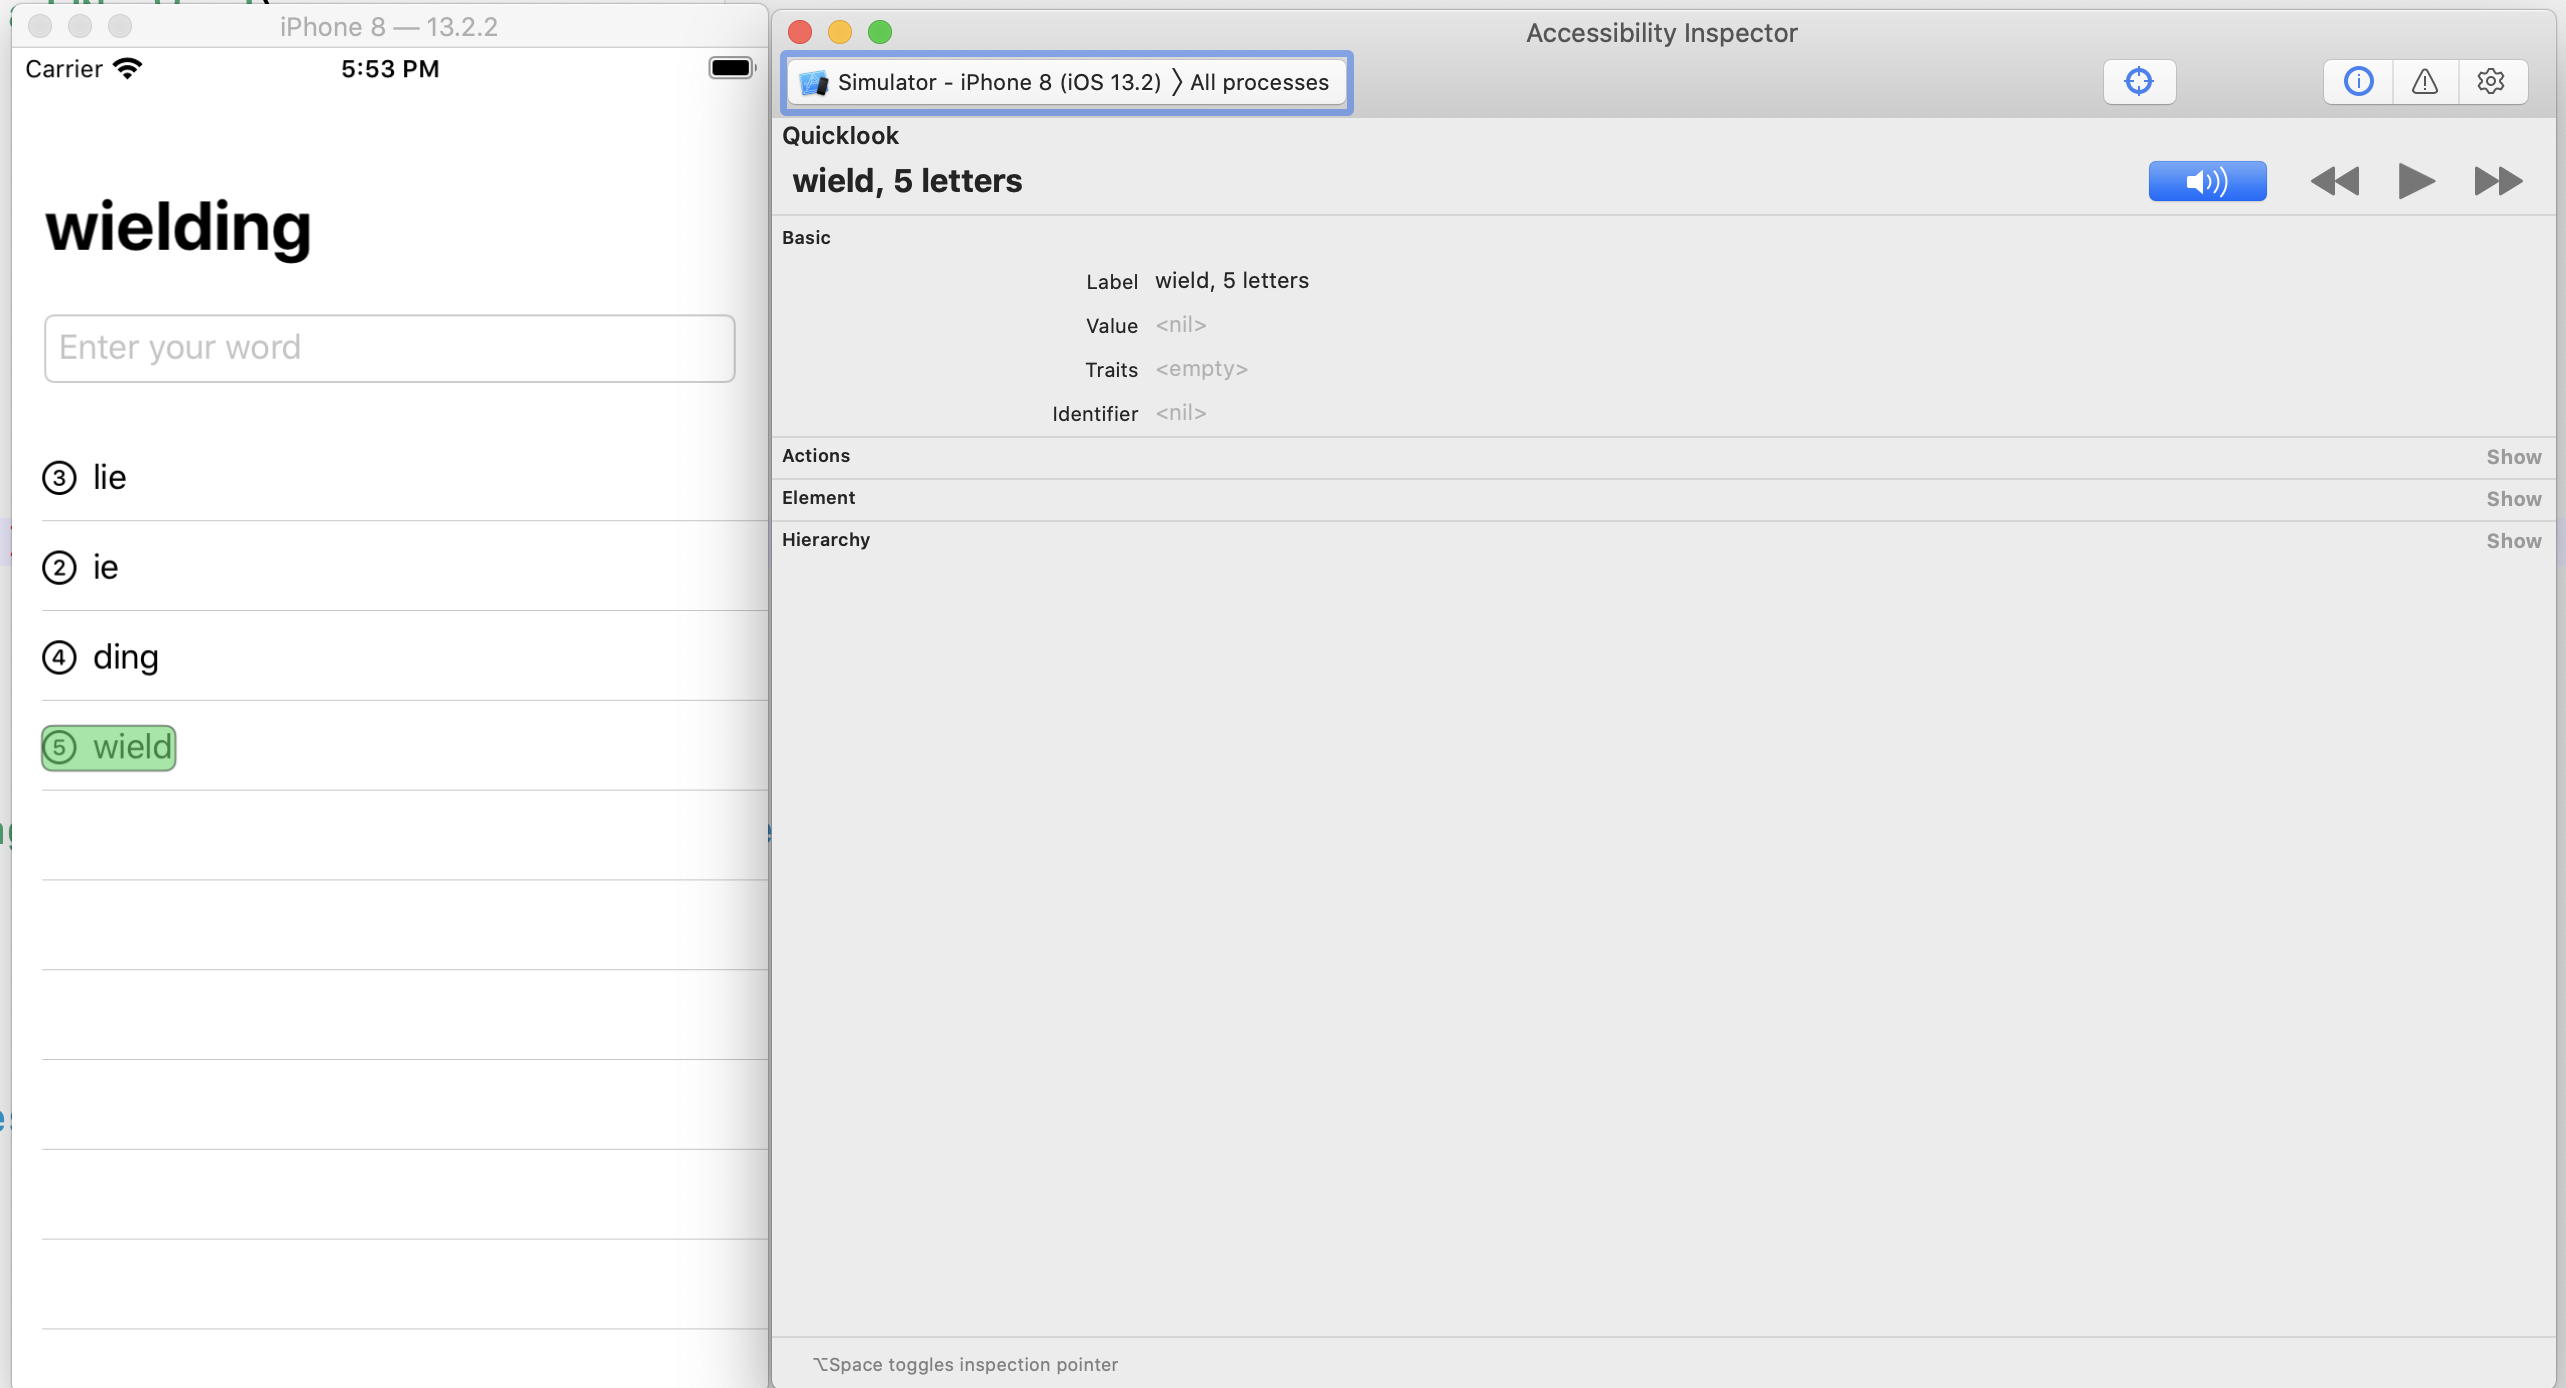 iPhone 8 — 13.2.2
Carrier
5:53 PM
wielding
Enter your word
3 lie
2 ie
4 ding
5 wield
Accessibility Inspector
Simulator - iPhone 8 (iOS 13.2) 〉All processes
Quicklook
wield, 5 letters
Basic
Label wield, 5 letters
Value <nil>
Traits <empty>
Identifier <nil>
Actions Show
Element Show
Hierarchy Show
⌥Space toggles inspection pointer